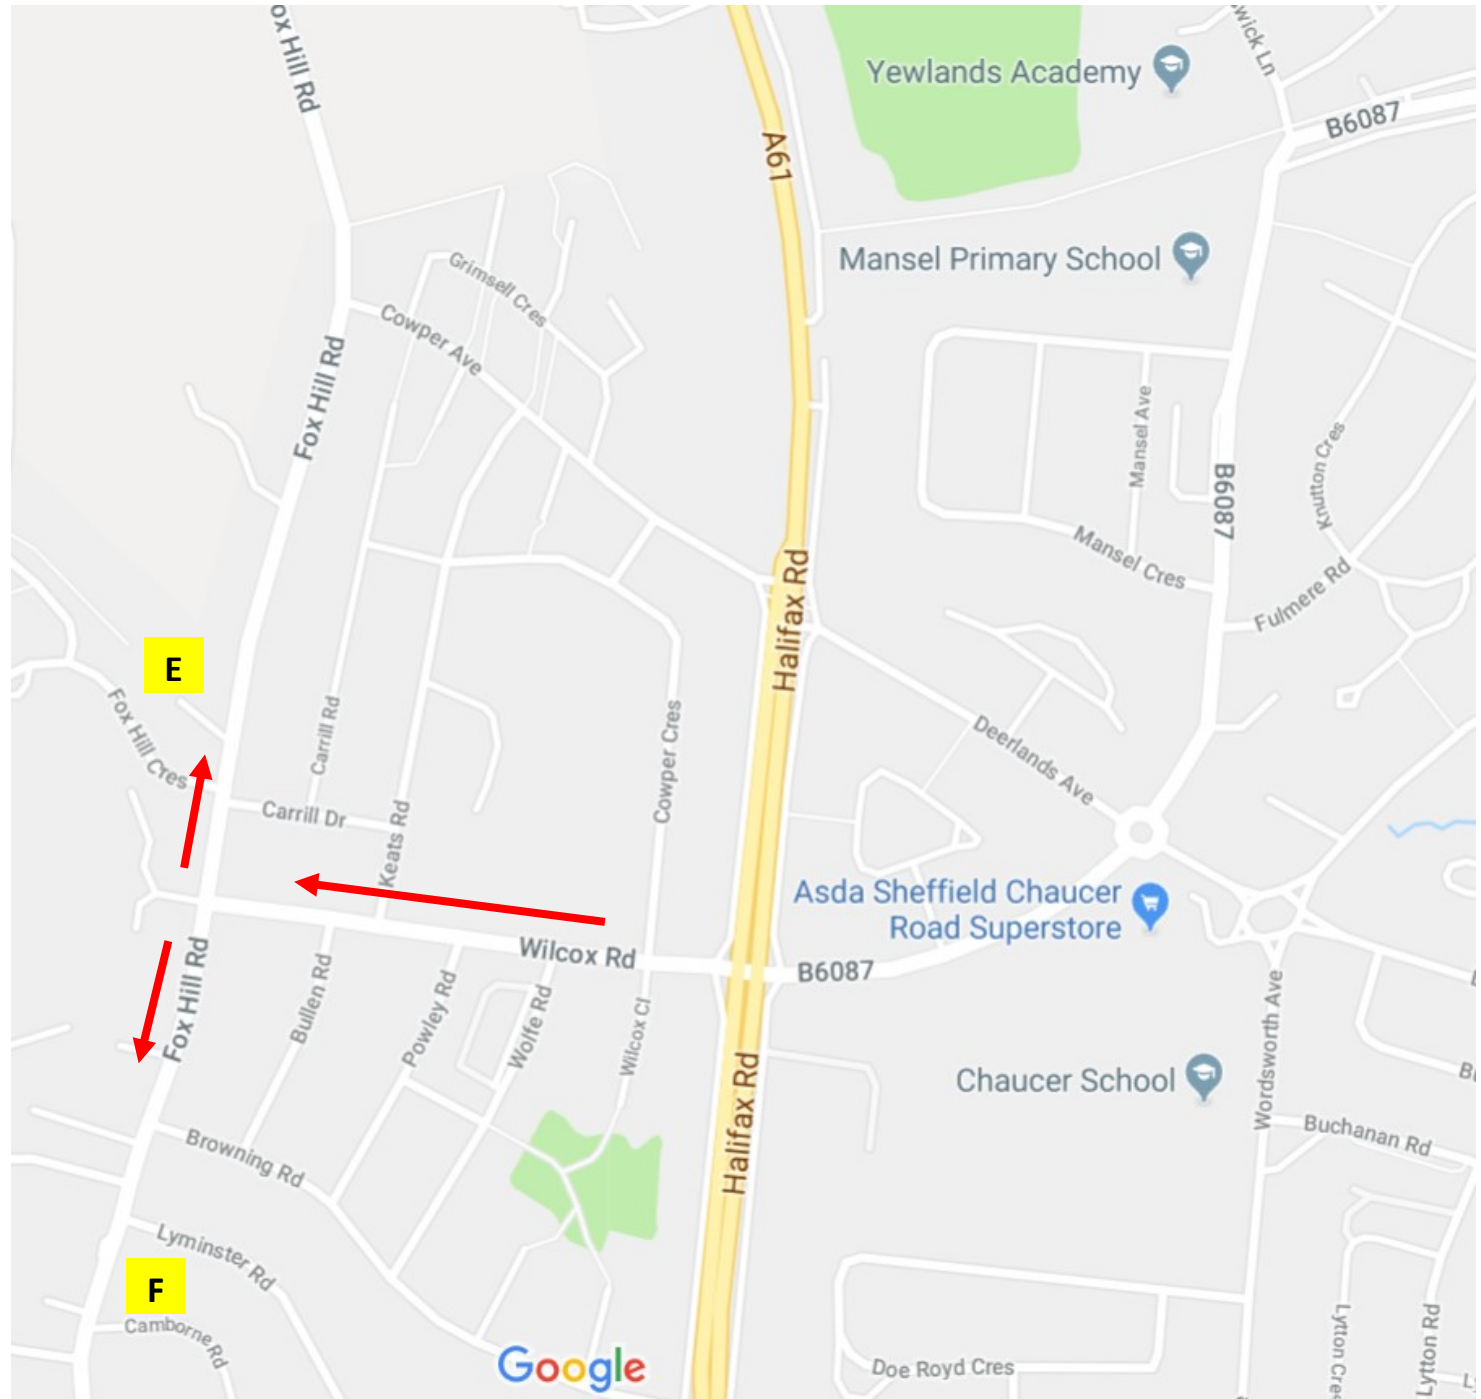 ox Hill Rd
wick Ln
Yewlands Academy
B6087
A61
Mansel Primary School
Grimsell Cres
Cowper Ave
Fox Hill Rd
Mansel Ave
Knutton Cres
B6087
Mansel Cres
Halifax Rd
Fulmere Rd
E
Fox Hill Cres
Carrill Rd
Cowper Cres
Deerlands Ave
Carrill Dr
Keats Rd
Asda Sheffield Chaucer
Road Superstore
Wilcox Rd
B6087
Fox Hill Rd
Bullen Rd
Powley Rd
Wolfe Rd
Wilcox Cl
Wordsworth Ave
Halifax Rd
Chaucer School
Buchanan Rd
Browning Rd
Lyminster Rd
F
Camborne Rd
Google
Doe Royd Cres
Lytton Cre
Lytton Rd